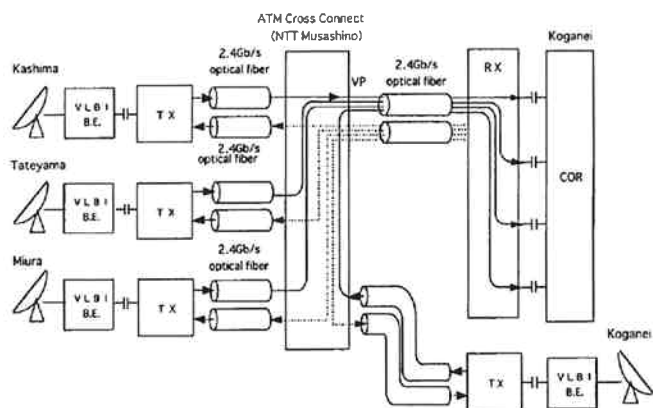 ATM Cross Connect
(NTT Musashino)
Koganei
2.4Gb/s
optical fiber
2.4Gb/s
optical fiber
RX
VP
Kashima
VLBI
B.E.
TX
2.4Gb/s
optical fiber
Tateyama
VLBI
B.E.
TX
COR
2.4Gb/s
optical fiber
Miura
VLBI
B.E.
TX
Koganei
TX
VLBI
B.E.